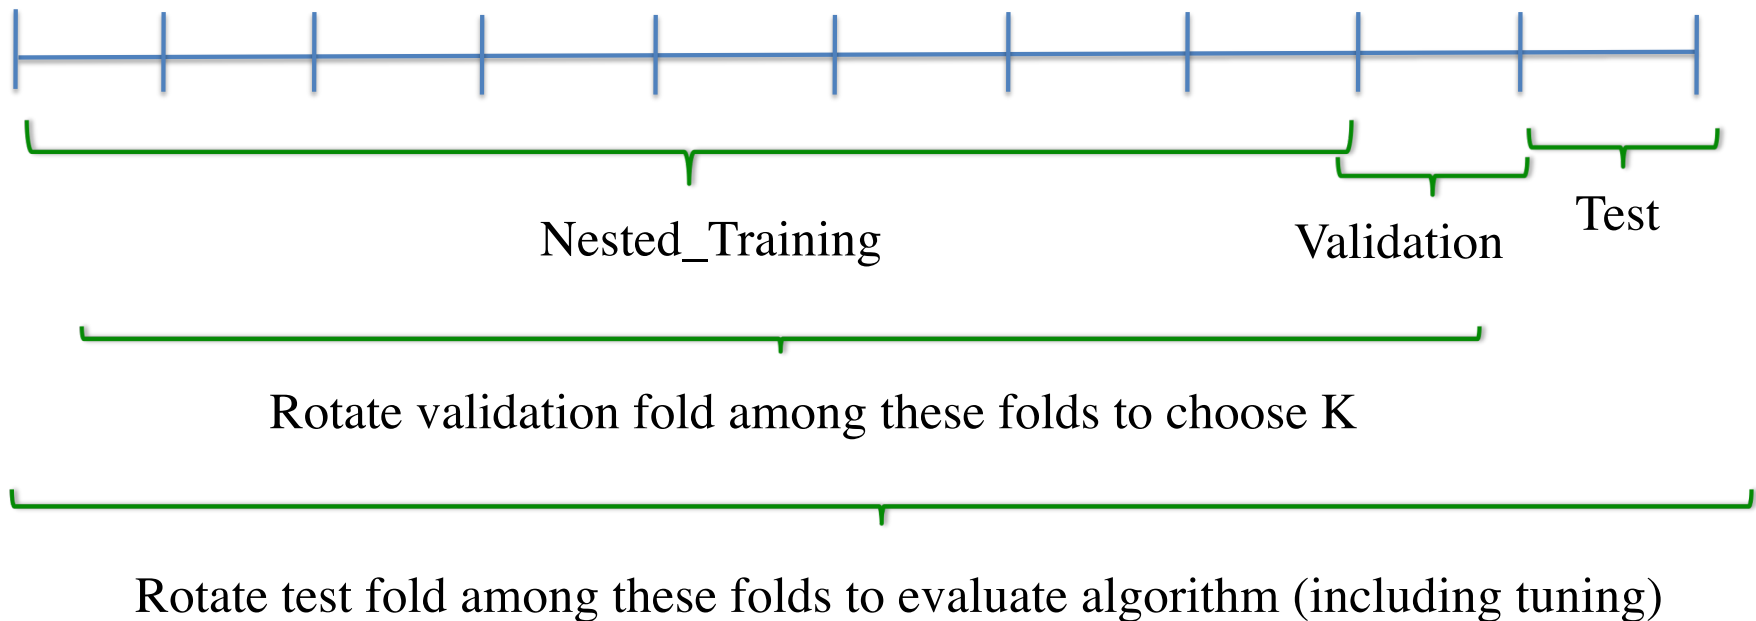 Nested_Training
Validation
Test
Rotate validation fold among these folds to choose K
Rotate test fold among these folds to evaluate algorithm (including tuning)